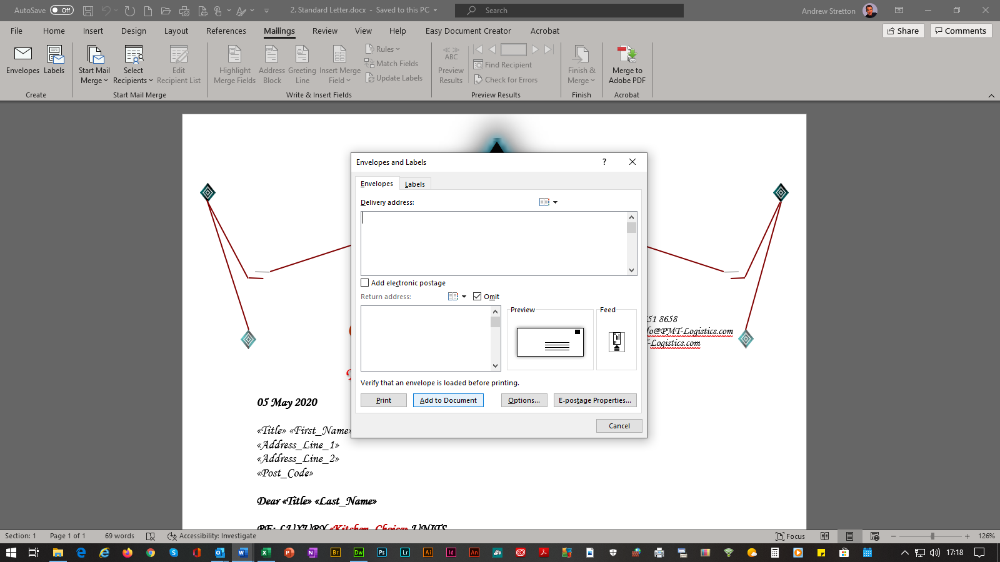 AutoSave Off 2. Standard Letter.docx - Saved to this PC Search Andrew Stretton
File Home Insert Design Layout References Mailings Review View Help Easy Document Creator Acrobat Share Comments
Envelopes Labels Start Mail Merge Select Recipients Edit Recipient List Highlight Merge Fields Address Block Greeting Line Insert Merge Field Rules Match Fields Update Labels ABC Preview Results Find Recipient Check for Errors Finish & Merge Merge to Adobe PDF
Create Start Mail Merge Write & Insert Fields Preview Results Finish Acrobat
Envelopes and Labels ?
Envelopes Labels
Delivery address:
Add electronic postage
Return address: Omit
Preview Feed
Verify that an envelope is loaded before printing.
Print Add to Document Options... E-postage Properties...
Cancel
51 8658
fo@PMT-Logistics.com
-Logistics.com
05 May 2020
«Title» «First_Name»
«Address_Line_1»
«Address_Line_2»
«Post_Code»
Dear «Title» «Last_Name»
RE: LUXURY «Kitchen_Choice» UNITS
Section: 1 Page 1 of 1 69 words Accessibility: Investigate Focus 126%
17:18